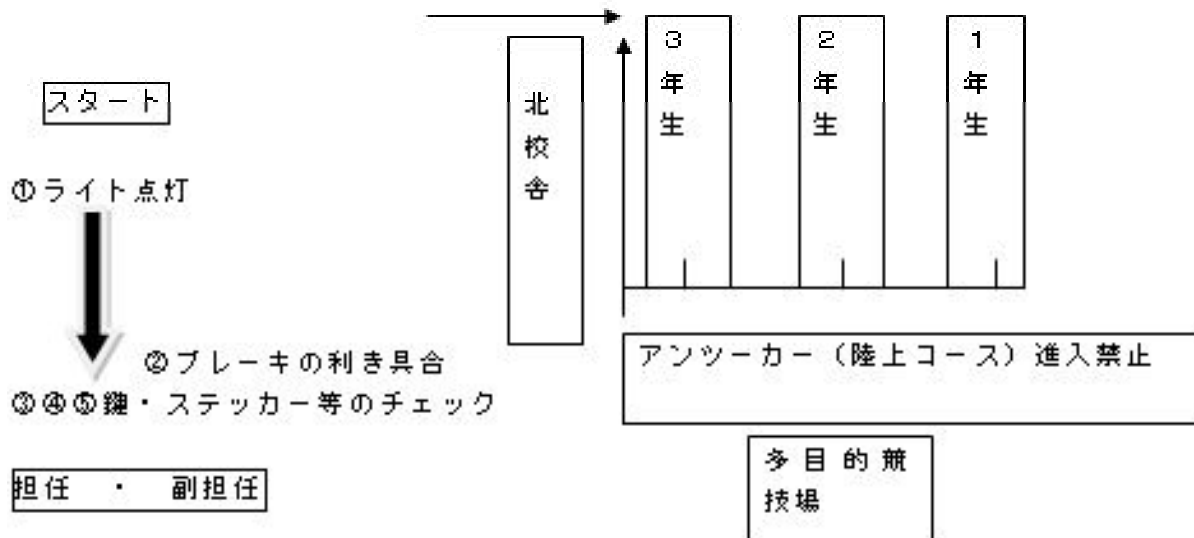 スタート
①ライト点灯
②ブレーキの利き具合
③④⑤鍵・ステッカー等のチェック
担任 ・ 副担任
北校舎
3年生
2年生
1年生
アンツーカー（陸上コース）進入禁止
多目的競
技場